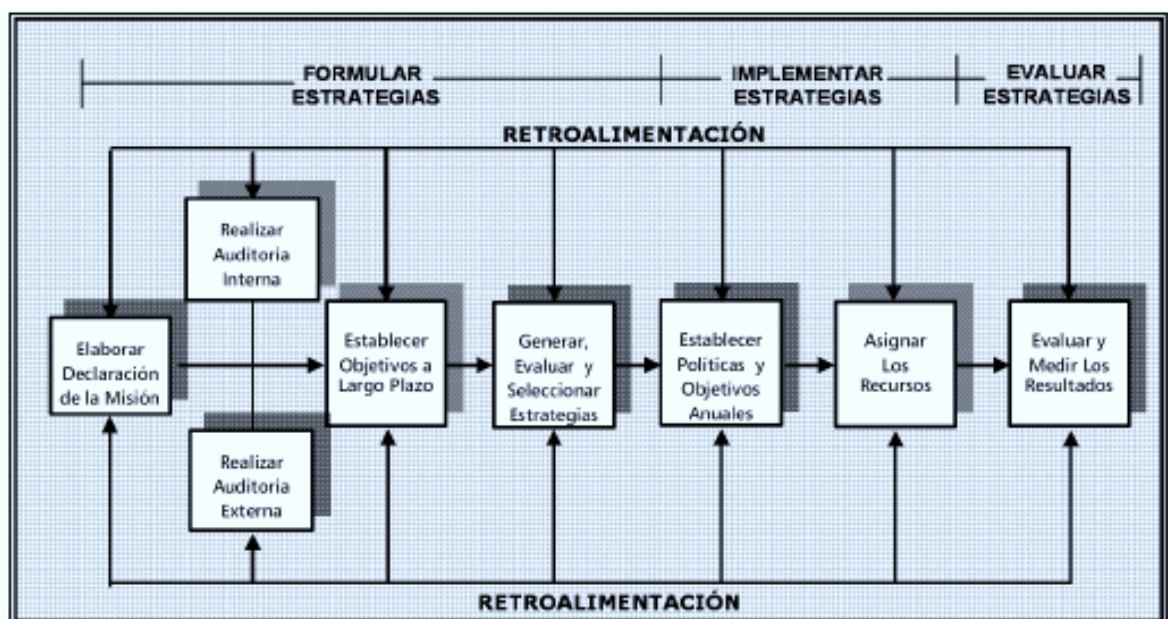 FORMULAR
ESTRATEGIAS
IMPLEMENTAR
ESTRATEGIAS
EVALUAR
ESTRATEGIAS
RETROALIMENTACIÓN
Realizar
Auditoria
Interna
Elaborar
Declaración
de la Misión
Establecer
Objetivos a
Largo Plazo
Generar,
Evaluar y
Seleccionar
Estrategias
Establecer
Políticas y
Objetivos
Anuales
Asignar
Los
Recursos
Evaluar y
Medir Los
Resultados
Realizar
Auditoria
Externa
RETROALIMENTACIÓN